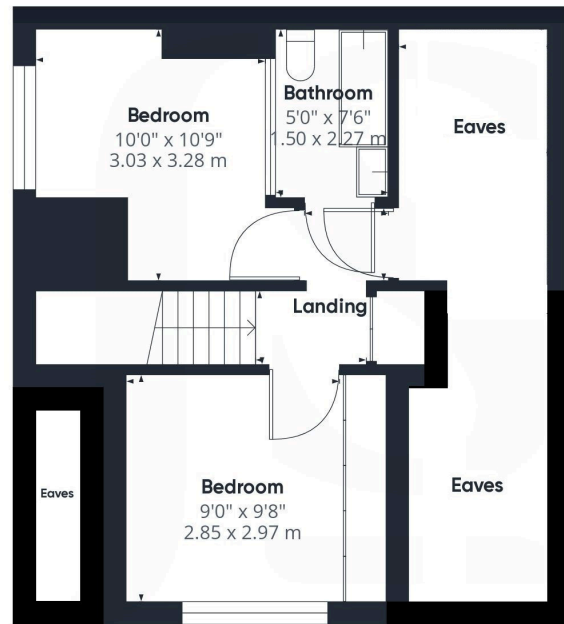 Bedroom
10'0" x 10'9"
3.03 x 3.28 m
Bathroom
5'0" x 7'6"
1.50 x 2.27 m
Eaves
Landing
Eaves
Bedroom
9'0" x 9'8"
2.85 x 2.97 m
Eaves